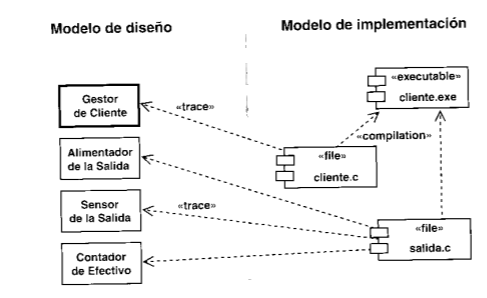 Modelo de diseño
Modelo de implementación
Gestor
de Cliente
«trace»
«executable»
cliente.exe
«compilation»
Alimentador
de la Salida
«file»
cliente.c
Sensor
de la Salida
«trace»
«file»
salida.c
Contador
de Efectivo